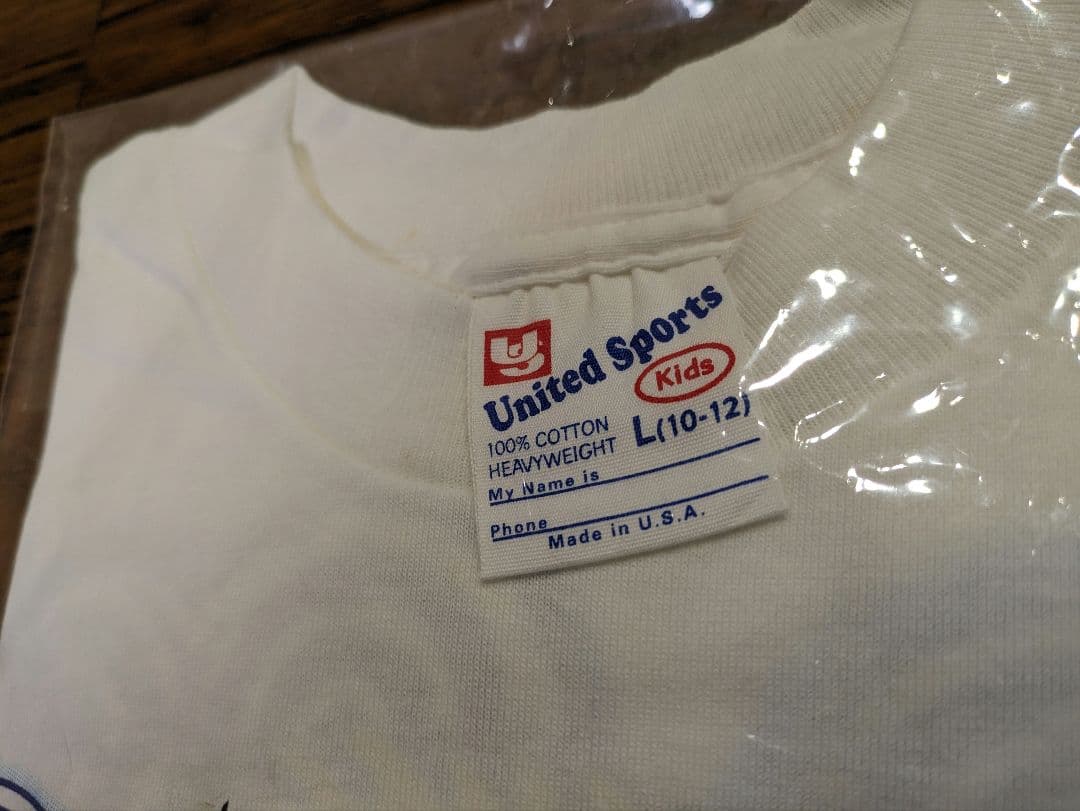 U
United Sports
Kids
100% COTTON
HEAVYWEIGHT
L(10-12)
My Name is
Phone
Made in U.S.A.